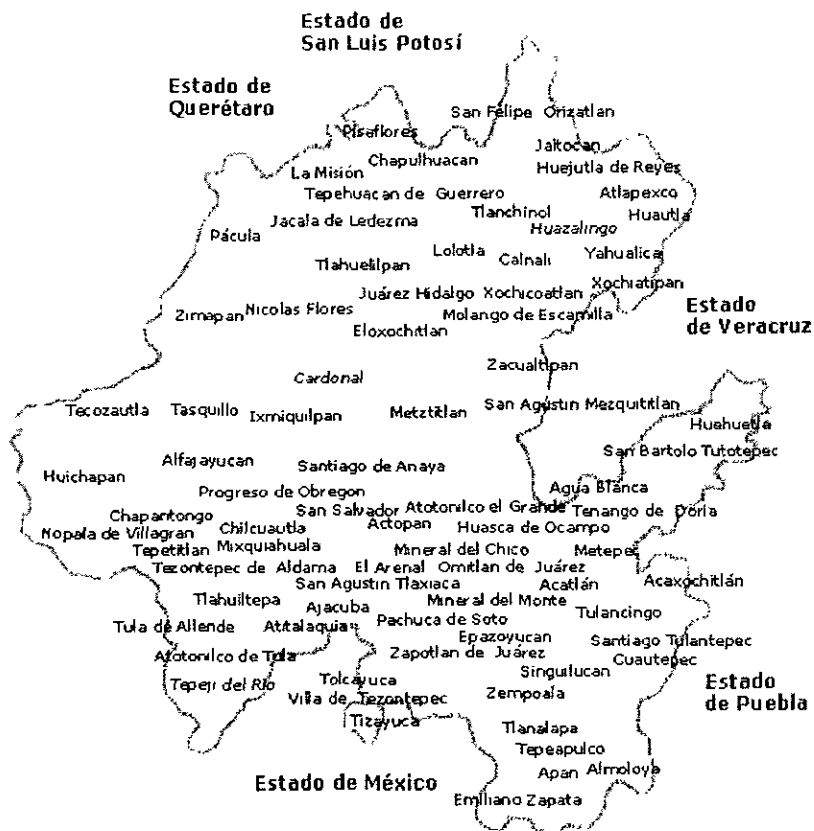 Estado de
San Luis Potosí
Estado de
Querétaro
San Felipe Orizatlan
Pisaflores
Jaltocan
Chapulhuacan
La Misión
Huejutla de Reyes
Tepehuacan de Guerrero
Atlapexco
Jacala de Ledezma
Tlanchinol
Huautla
Pácula
Huazalingo
Lolotla
Calnali
Yahualica
Tlahuelilpan
Xochiatipan
Juárez Hidalgo
Xochicoatlan
Estado
de Veracruz
Zimapan
Nicolas Flores
Molango de Escamilla
Eloxochitlan
Zacualtipan
Cardonal
Tecozautla
Tasquillo
Ixmiquilpan
Metztitlan
San Agustin Mezquititlan
Huehuetla
San Bartolo Tutotepec
Huichapan
Alfajayucan
Santiago de Anaya
Agua Blanca
Progreso de Obregon
San Salvador
Atotonilco el Grande
Tenango de Doria
Chapantongo
Chilcuautla
Actopan
Huasca de Ocampo
Nopala de Villagran
Tepetitlan
Mixquiahuala
Mineral del Chico
Metepec
Tezontepec de Aldama
El Arenal
Omitlan de Juárez
San Agustin Tlaxiaca
Acatlán
Acaxochitlán
Tlahuiltepa
Ajacuba
Mineral del Monte
Tulancingo
Tula de Allende
Atitalaquia
Pachuca de Soto
Epazoyucan
Santiago Tulantepec
Atotonilco de Tula
Zapotlan de Juárez
Cuautepec
Singuilucan
Tepeji del Río
Tolcayuca
Villa de Tezontepec
Zempoala
Estado
de Puebla
Tizayuca
Tlanalapa
Tepeapulco
Estado de México
Apan
Almoloya
Emiliano Zapata